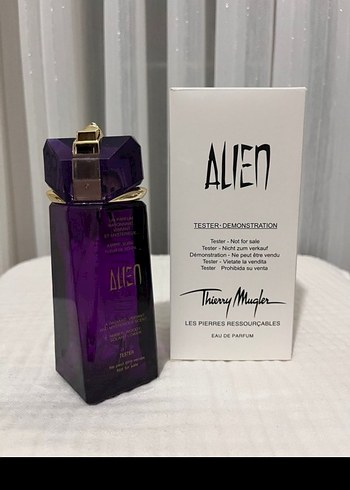 ALIEN
TESTER-DEMONSTRATION
Tester - Not for sale
Tester - Nicht zum verkauf
Démonstration - Ne peut être vendu
Tester - Vietata la vendita
Tester Prohibida su venta
Thierry Mugler
LES PIERRES RESSOURÇABLES
EAU DE PARFUM
ALIEN
TESTER